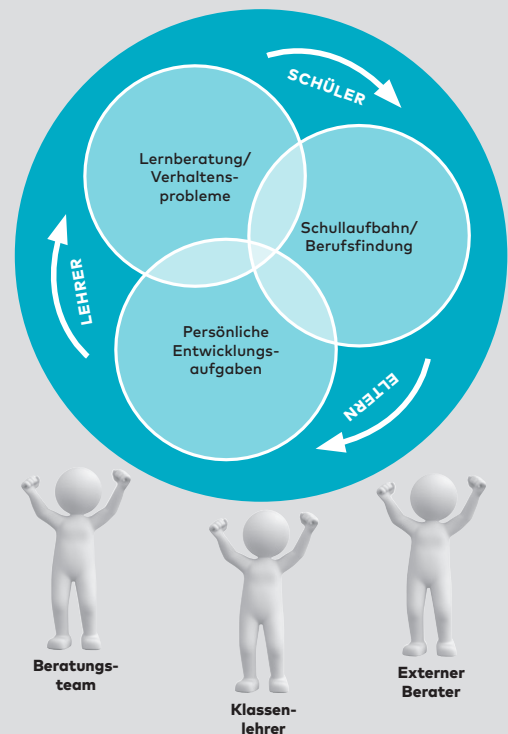 SCHÜLER
Lernberatung/
Verhaltens-
probleme
Schullaufbahn/
Berufsfindung
LEHRER
Persönliche
Entwicklungs-
aufgaben
ELTERN
Beratungs-
team
Klassen-
lehrer
Externer
Berater